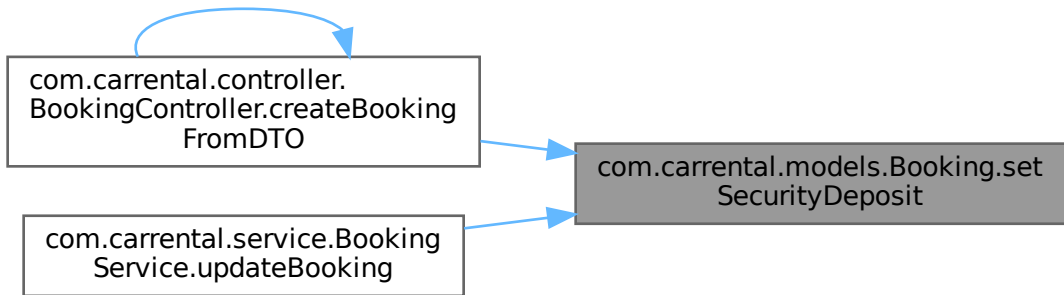 com.carrental.controller.
BookingController.createBooking
FromDTO
com.carrental.models.Booking.set
SecurityDeposit
com.carrental.service.Booking
Service.updateBooking